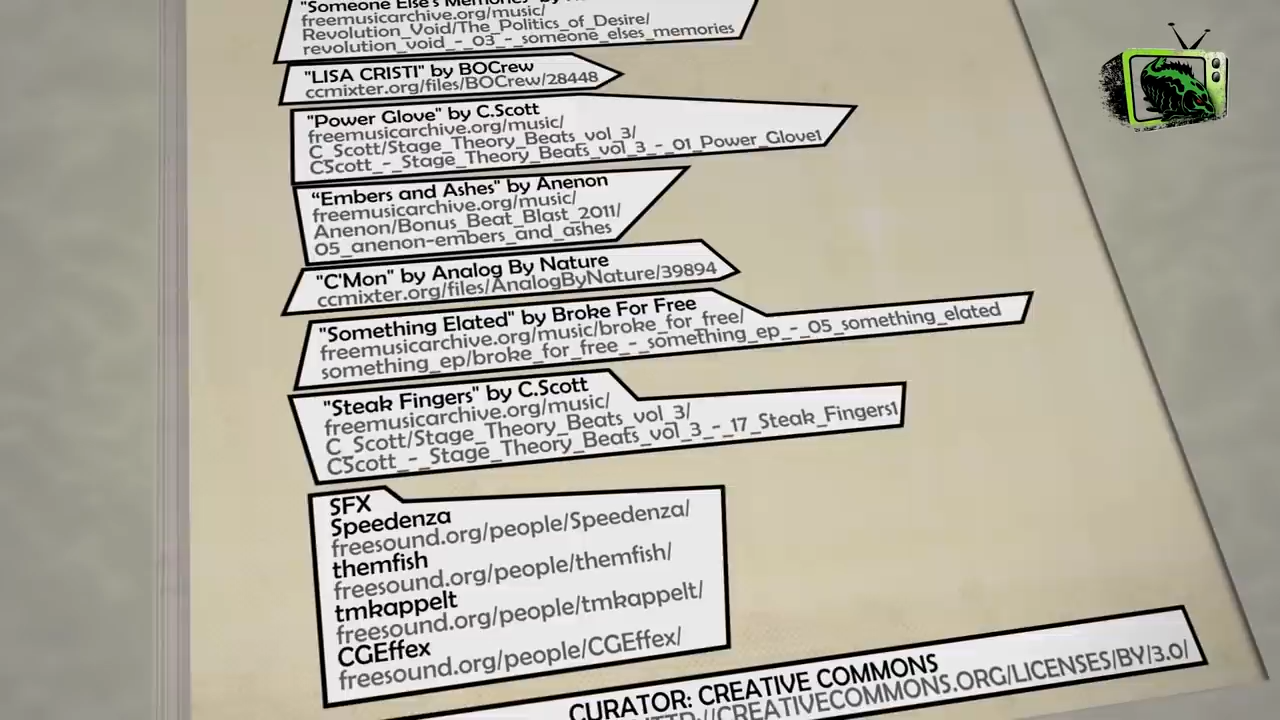 "Someone Else's Memories" by
freemusicarchive.org/music/
Revolution_Void/The_Politics_of_Desire/
revolution_void_-_03_-_someone_elses_memories
"LISA CRISTI" by BOCrew
ccmixter.org/files/BOCrew/28448
"Power Glove" by C.Scott
freemusicarchive.org/music/
C_Scott/Stage_Theory_Beats_vol_3/
CScott_-_Stage_Theory_Beats_vol_3_-_01_Power_Glove1
“Embers and Ashes" by Anenon
freemusicarchive.org/music/
Anenon/Bonus_Beat_Blast_2011/
05_anenon-embers_and_ashes
"C'Mon" by Analog By Nature
ccmixter.org/files/AnalogByNature/39894
"Something Elated" by Broke For Free
freemusicarchive.org/music/broke_for_free/
something_ep/broke_for_free_-_something_ep_-_05_something_elated
"Steak Fingers" by C.Scott
freemusicarchive.org/music/
C_Scott/Stage_Theory_Beats_vol_3/
CScott_-_Stage_Theory_Beats_vol_3_-_17_Steak_Fingers1
SFX
Speedenza
freesound.org/people/Speedenza/
themfish
freesound.org/people/themfish/
tmkappelt
freesound.org/people/tmkappelt/
CGEffex
freesound.org/people/CGEffex/
CURATOR: CREATIVE COMMONS
HTTP://CREATIVECOMMONS.ORG/LICENSES/BY/3.0/